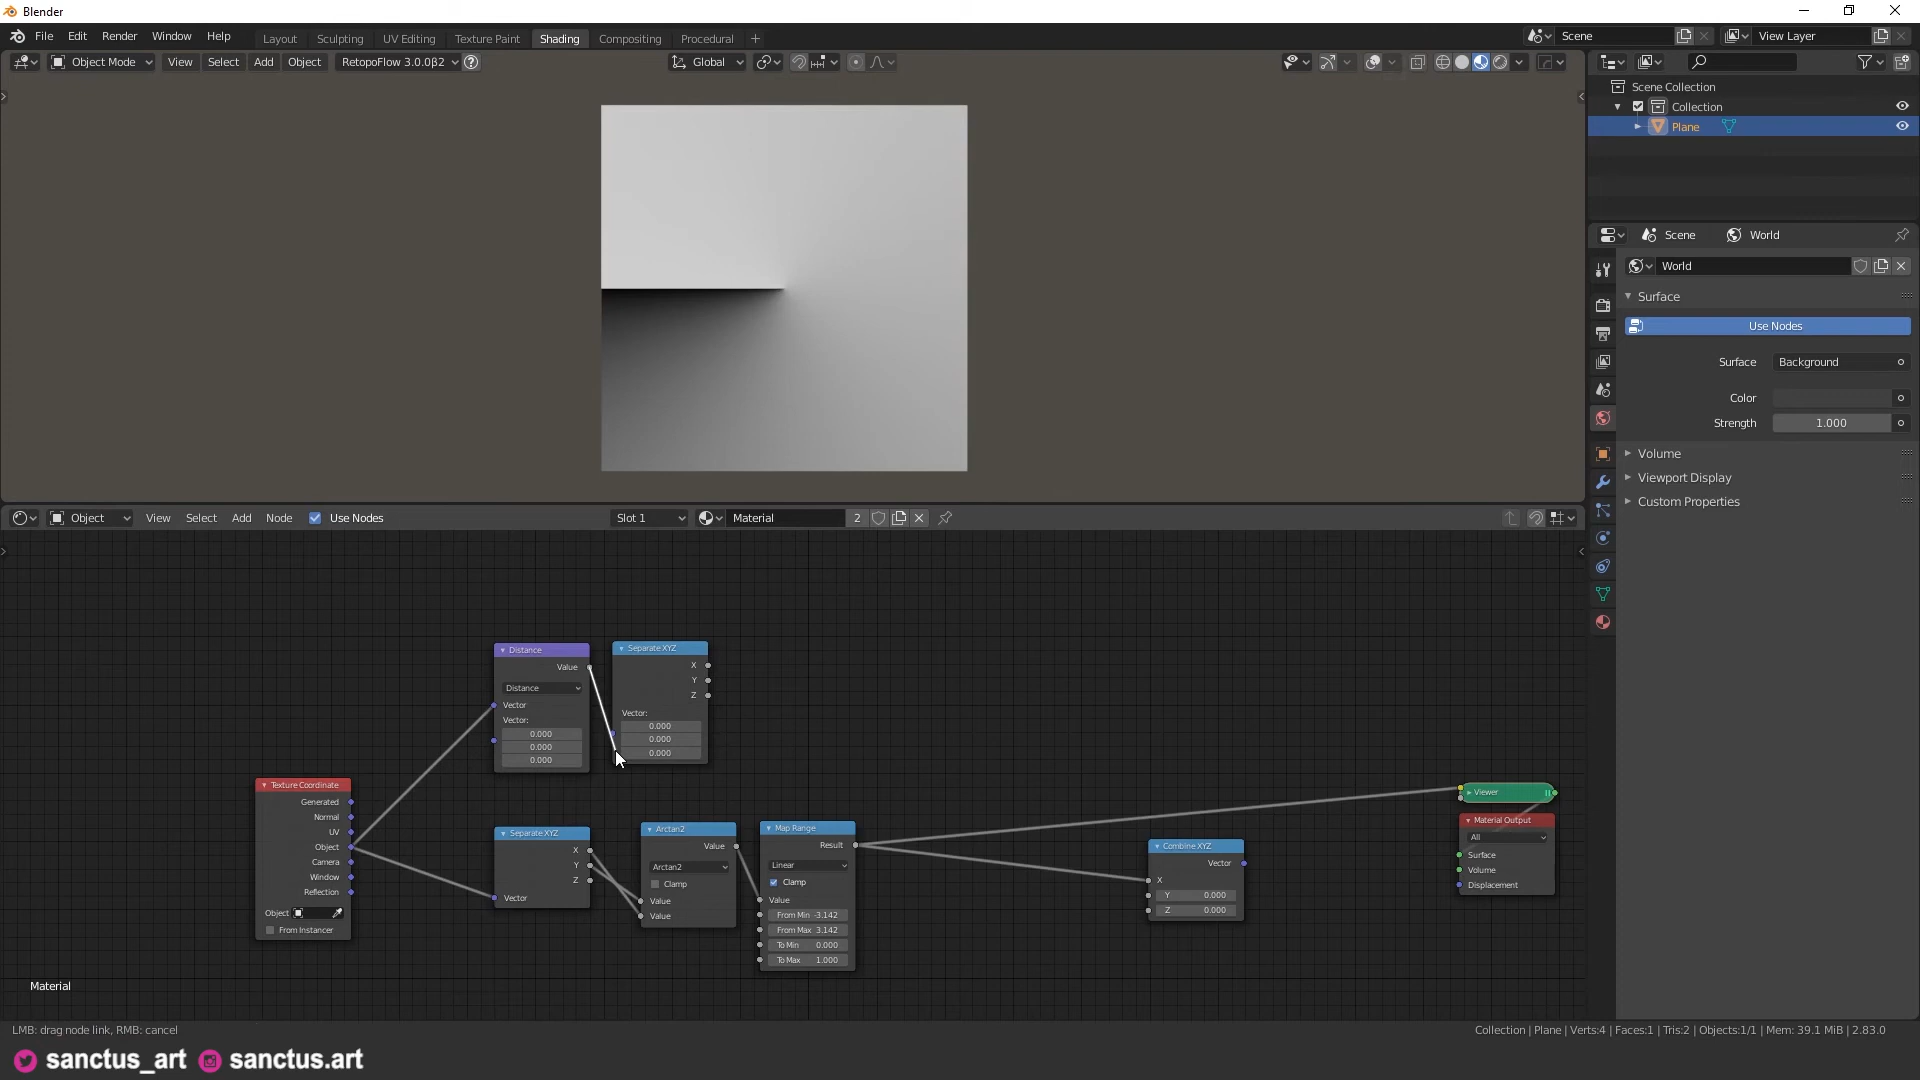 Blender
File Edit Render Window Help Layout Sculpting UV Editing Texture Paint Shading Compositing Procedural + Scene View Layer
Object Mode View Select Add Object RetopoFlow 3.0.0β2 ? Global
Scene Collection
Collection
Plane
Scene World
World
Surface
Use Nodes
Surface Background
Color
Strength 1.000
Volume
Viewport Display
Custom Properties
Object View Select Add Node Use Nodes Slot 1 Material 2
Distance
Value
Distance
Vector
Vector:
0.000
0.000
0.000
Separate XYZ
X
Y
Z
Vector:
0.000
0.000
0.000
Texture Coordinate
Generated
Normal
UV
Object
Camera
Window
Reflection
Object
From Instancer
Separate XYZ
X
Y
Z
Vector
Arctan2
Value
Arctan2
Clamp
Value
Value
Map Range
Result
Linear
Clamp
Value
From Min -3.142
From Max 3.142
To Min 0.000
To Max 1.000
Combine XYZ
Vector
X
Y 0.000
Z 0.000
Viewer
Material Output
All
Surface
Volume
Displacement
Material
LMB: drag node link, RMB: cancel
Collection | Plane | Verts:4 | Faces:1 | Tris:2 | Objects:1/1 | Mem: 39.1 MiB | 2.83.0
sanctus_art sanctus.art